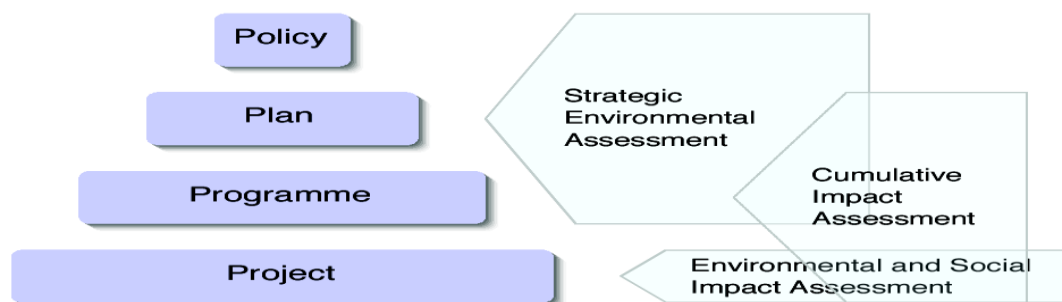 Policy
Plan
Programme
Project
Strategic
Environmental
Assessment
Cumulative
Impact
Assessment
Environmental and Social
Impact Assessment